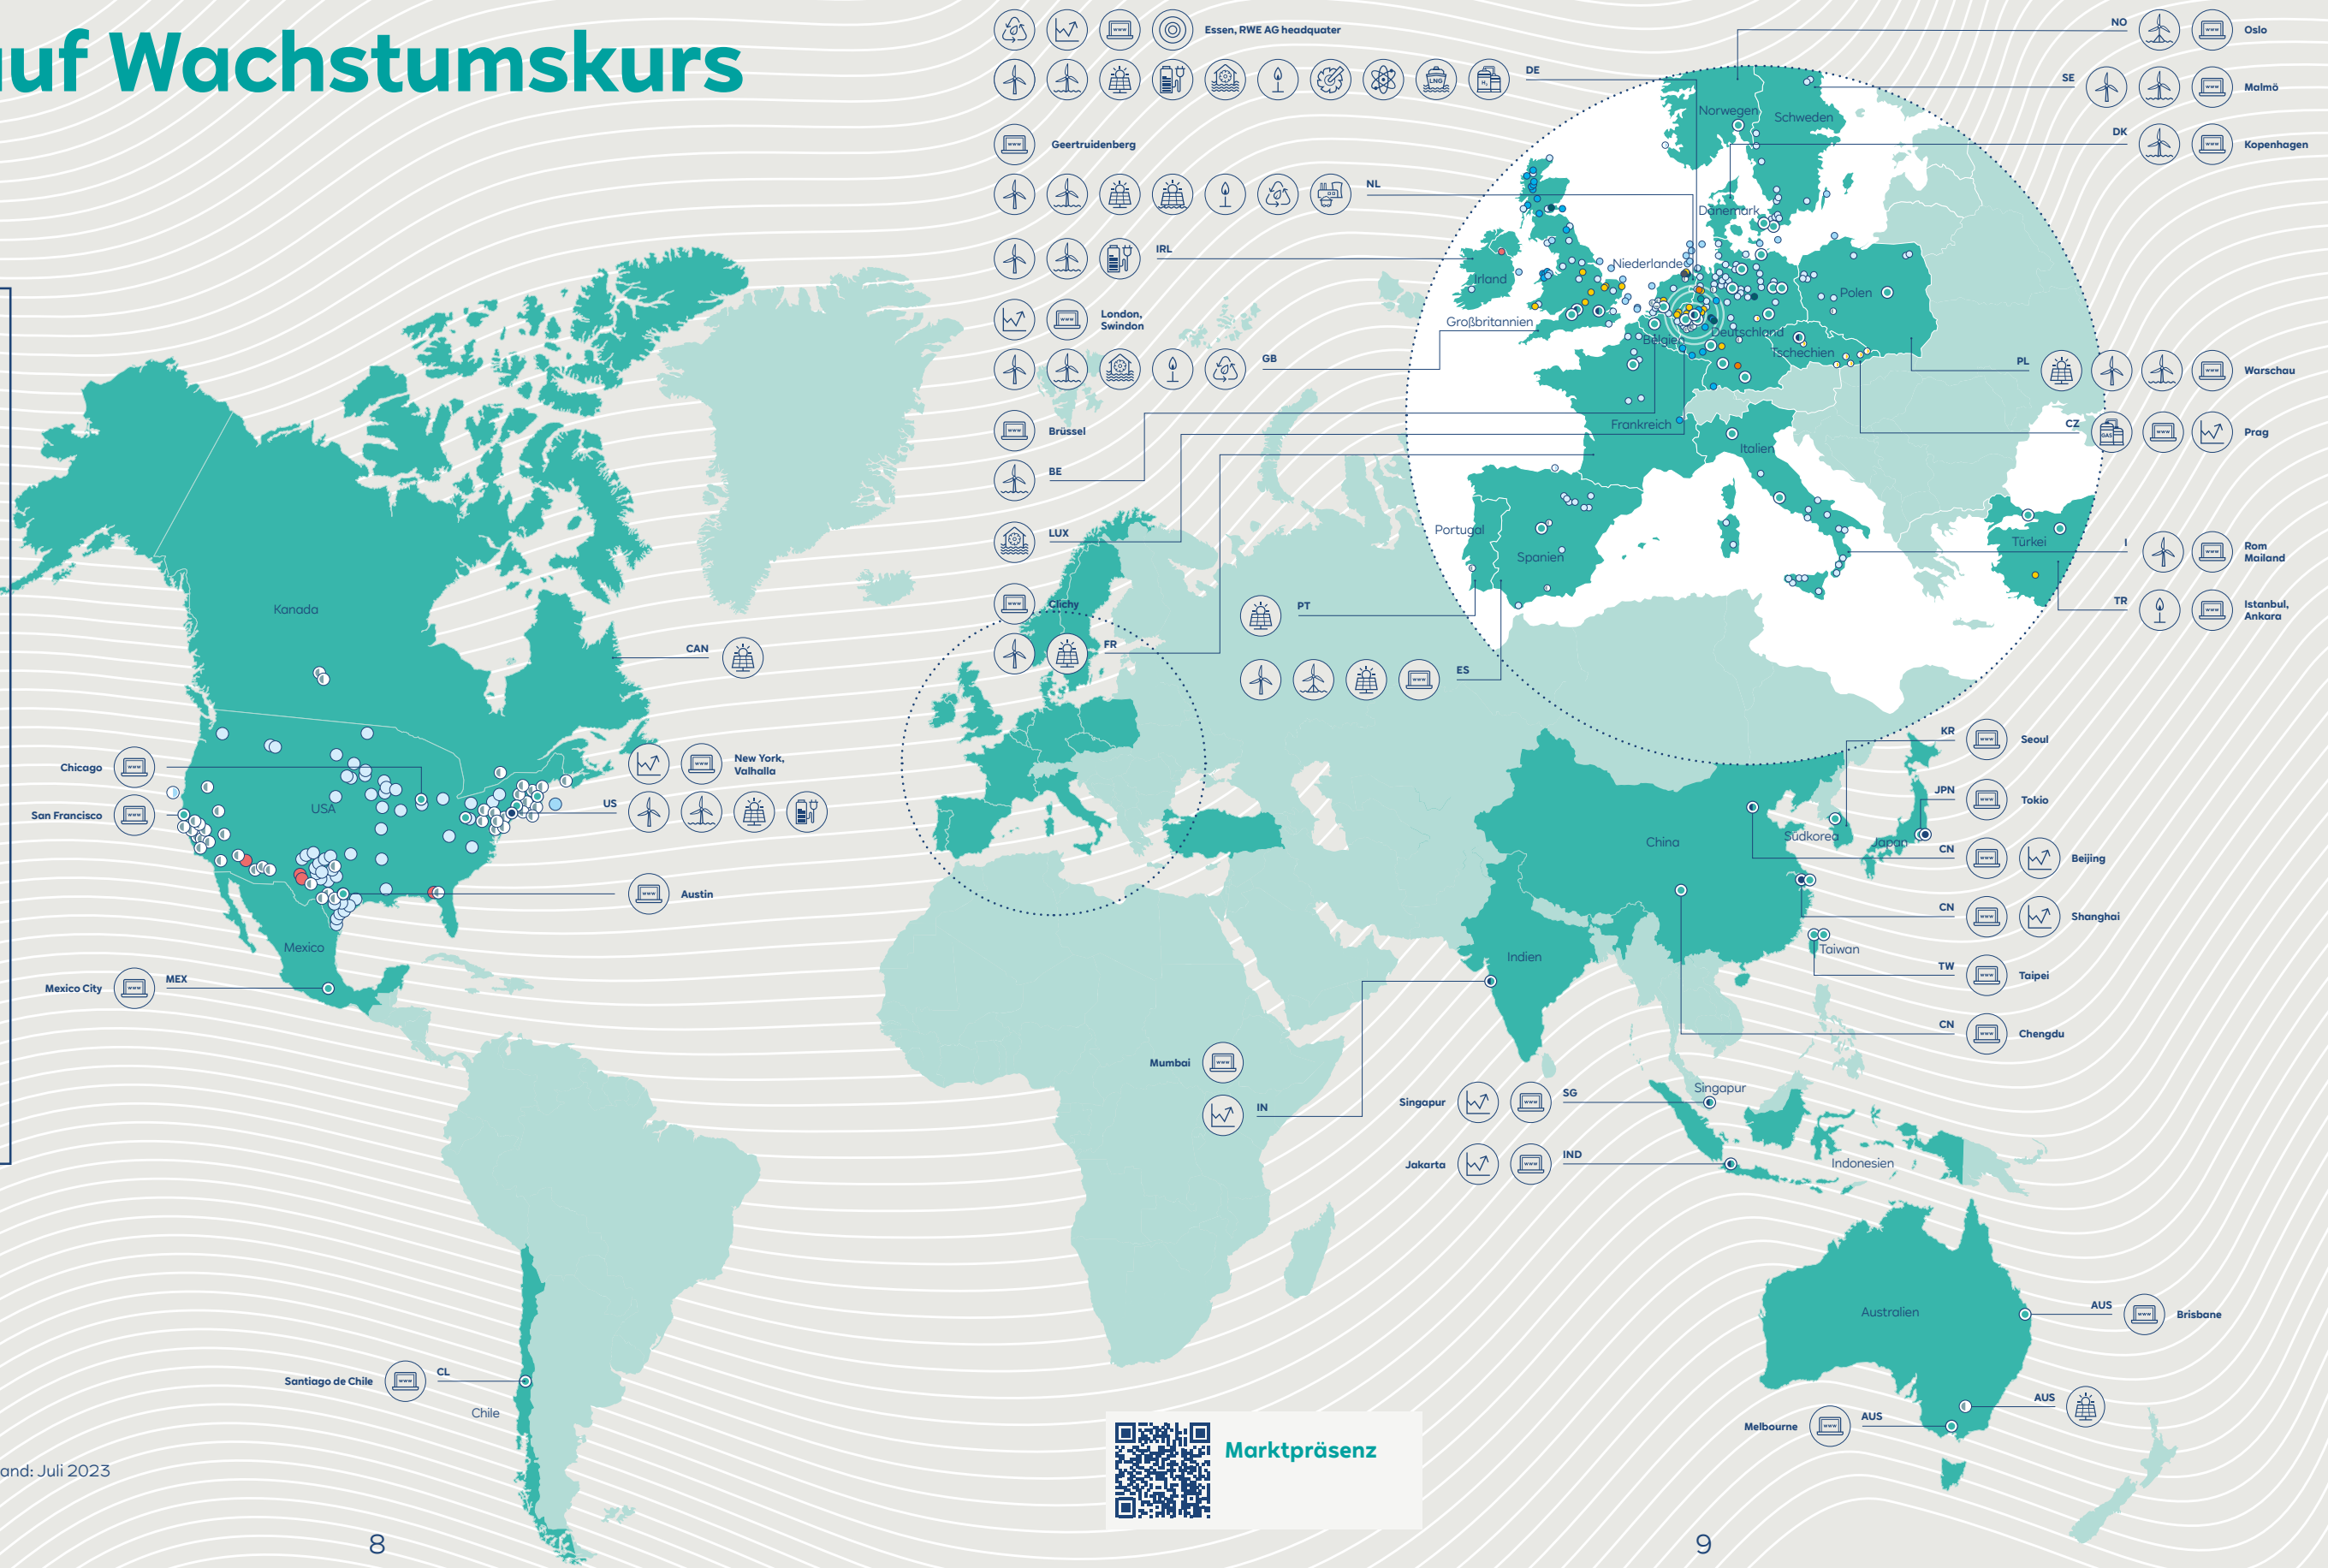 uf Wachstumskurs
Essen, RWE AG headquater
DE
LNG
H₂
Geertruidenberg
NL
IRL
London,
Swindon
GB
Brüssel
BE
LUX
Clichy
FR
PT
ES
NO
Oslo
SE
Malmö
DK
Kopenhagen
PL
Warschau
CZ
GAS
Prag
I
Rom
Mailand
TR
Istanbul,
Ankara
Norwegen
Schweden
Dänemark
Irland
Niederlande
Polen
Großbritannien
Belgien
Deutschland
Tschechien
Frankreich
Italien
Portugal
Spanien
Türkei
Kanada
CAN
Chicago
San Francisco
USA
New York,
Valhalla
US
Austin
Mexico
Mexico City
MEX
Santiago de Chile
CL
Chile
KR
Seoul
JPN
Tokio
China
Südkorea
Japan
CN
Beijing
CN
Shanghai
Taiwan
TW
Taipei
CN
Chengdu
Indien
Mumbai
IN
Singapur
Singapur
SG
Jakarta
IND
Indonesien
Australien
AUS
Brisbane
AUS
Melbourne
AUS
Marktpräsenz
and: Juli 2023
8
9